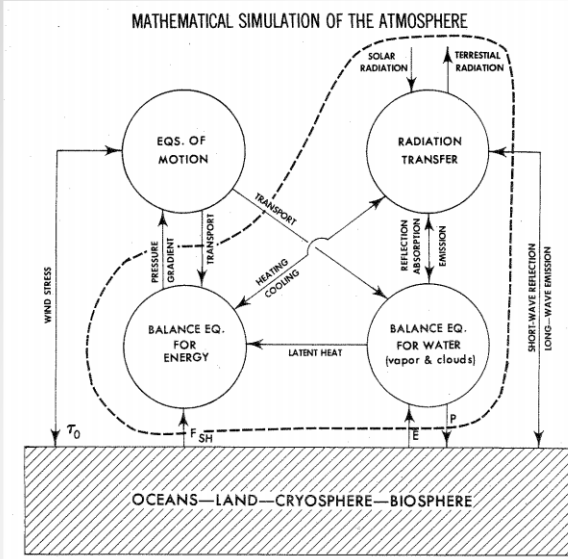 MATHEMATICAL SIMULATION OF THE ATMOSPHERE
SOLAR
RADIATION
TERRESTIAL
RADIATION
EQS. OF
MOTION
RADIATION
TRANSFER
TRANSPORT
WIND STRESS
PRESSURE
GRADIENT
TRANSPORT
HEATING
COOLING
REFLECTION
ABSORPTION
EMISSION
SHORT-WAVE REFLECTION
LONG-WAVE EMISSION
BALANCE EQ.
FOR
ENERGY
LATENT HEAT
BALANCE EQ.
FOR WATER
(vapor & clouds)
τ0
F SH
E
P
OCEANS—LAND—CRYOSPHERE—BIOSPHERE